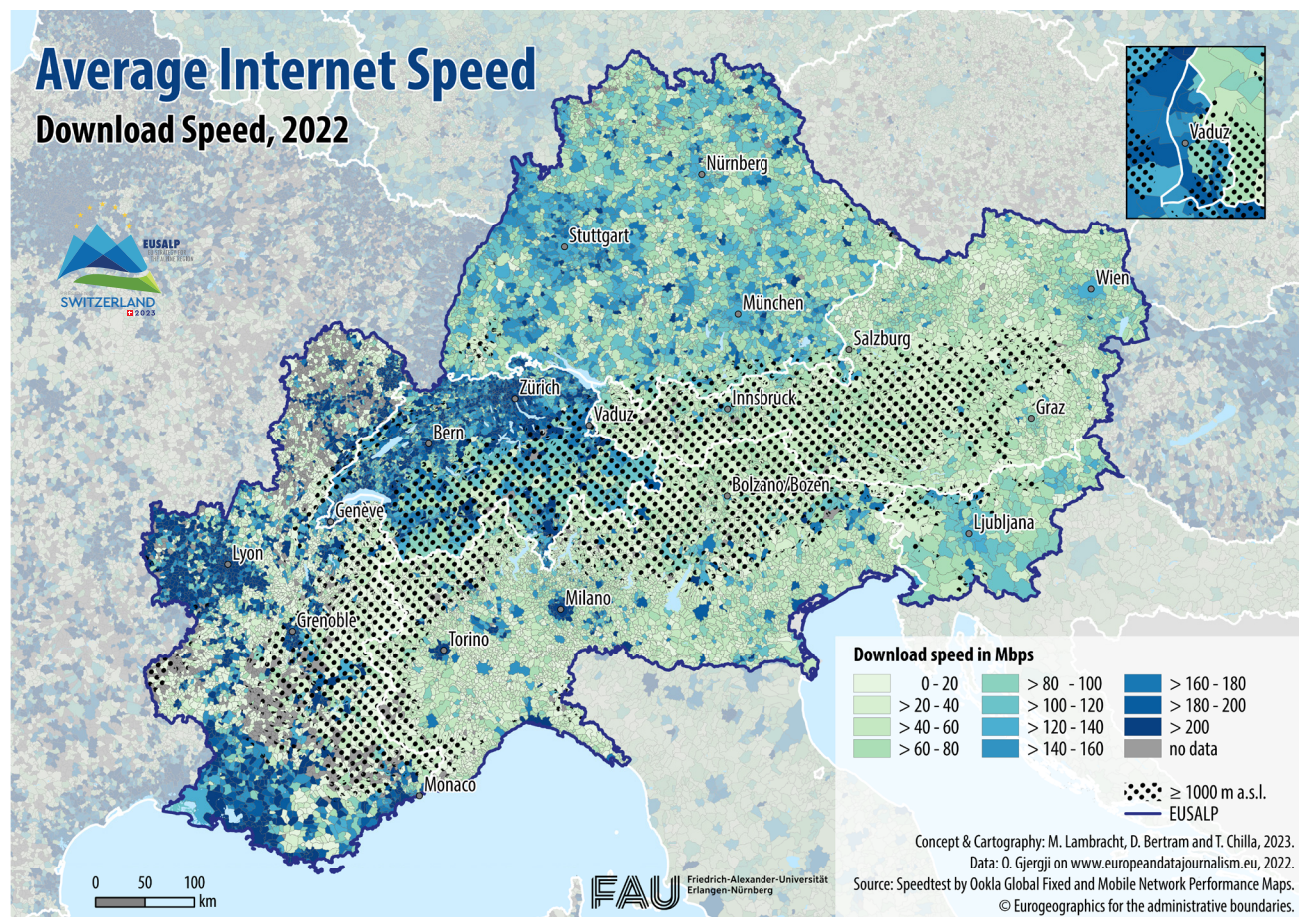 Average Internet Speed
Download Speed, 2022
EUSALP
SWITZERLAND
2023
Vaduz
Nürnberg
Stuttgart
München
Wien
Salzburg
Zürich
Innsbruck
Vaduz
Graz
Bern
Bolzano/Bozen
Genève
Ljubljana
Lyon
Milano
Grenoble
Torino
Monaco
Download speed in Mbps
0 - 20
> 20 - 40
> 40 - 60
> 60 - 80
> 80 - 100
> 100 - 120
> 120 - 140
> 140 - 160
> 160 - 180
> 180 - 200
> 200
no data
≥ 1000 m a.s.l.
EUSALP
Concept & Cartography: M. Lambracht, D. Bertram and T. Chilla, 2023.
Data: O. Gjergji on www.europeandatajournalism.eu, 2022.
Source: Speedtest by Ookla Global Fixed and Mobile Network Performance Maps.
© Eurogeographics for the administrative boundaries.
0 50 100
km
FAU
Friedrich-Alexander-Universität
Erlangen-Nürnberg